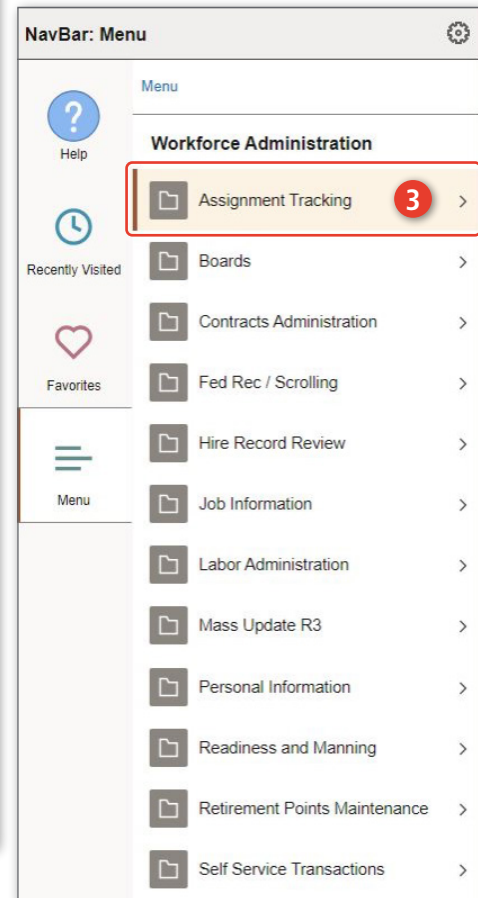 NavBar: Menu
?
Help
Recently Visited
Favorites
Menu
Menu
Workforce Administration
Assignment Tracking 3
Boards
Contracts Administration
Fed Rec / Scrolling
Hire Record Review
Job Information
Labor Administration
Mass Update R3
Personal Information
Readiness and Manning
Retirement Points Maintenance
Self Service Transactions